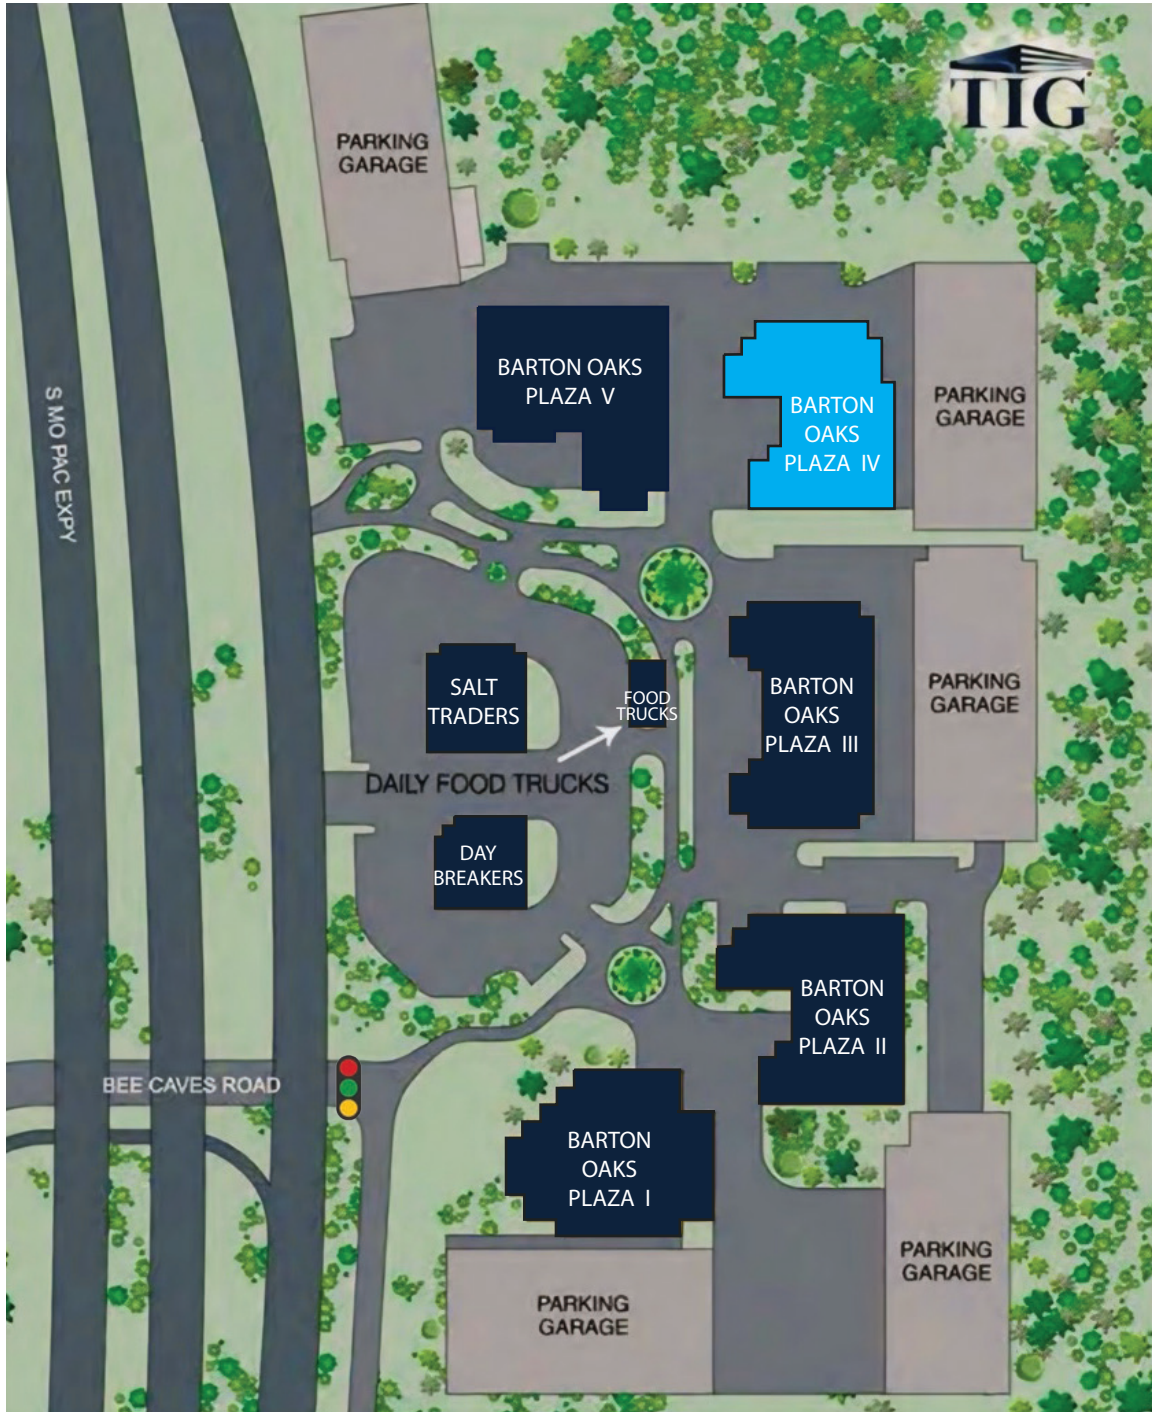 TIG
PARKING
GARAGE
BARTON OAKS
PLAZA V
BARTON
OAKS
PLAZA IV
PARKING
GARAGE
S MO PAC EXPY
SALT
TRADERS
FOOD
TRUCKS
BARTON
OAKS
PLAZA III
PARKING
GARAGE
DAILY FOOD TRUCKS
DAY
BREAKERS
BARTON
OAKS
PLAZA II
BEE CAVES ROAD
BARTON
OAKS
PLAZA I
PARKING
GARAGE
PARKING
GARAGE